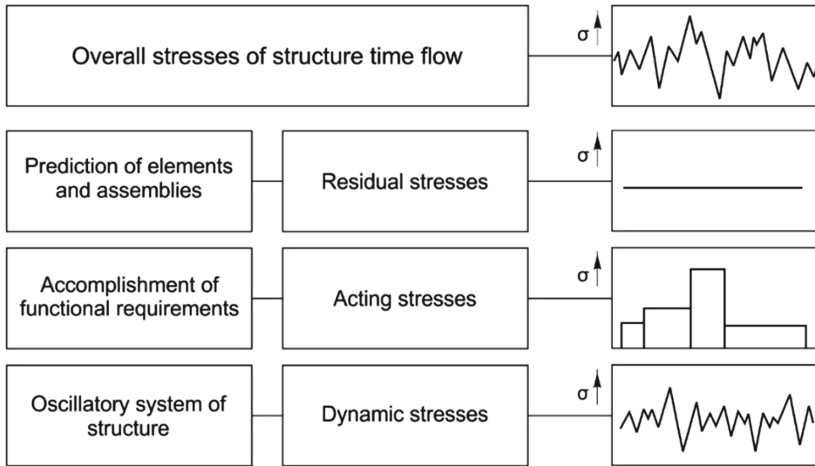 Overall stresses of structure time flow
σ
Prediction of elements
and assemblies
Residual stresses
σ
Accomplishment of
functional requirements
Acting stresses
σ
Oscillatory system of
structure
Dynamic stresses
σ